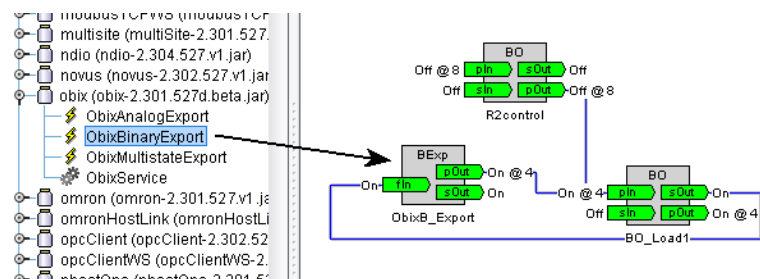 multisite (multiSite-2.301.527.
ndio (ndio-2.304.527.v1.jar)
novus (novus-2.302.527.v1.jar
obix (obix-2.301.527d.beta.jar)
ObixAnalogExport
ObixBinaryExport
ObixMultistateExport
ObixService
omron (omron-2.301.527.v1.ja
omronHostLink (omronHostLi
opcClient (opcClient-2.302.52
opcClientWS (opcClientWS-2.
BO
Off @ 8 pIn sOut Off
Off sIn pOut Off @ 8
R2control
BExp
pOut On @ 4
On fIn sOut On
ObixB_Export
BO
On @ 4 pIn sOut On
Off sIn pOut On @ 4
BO_Load1